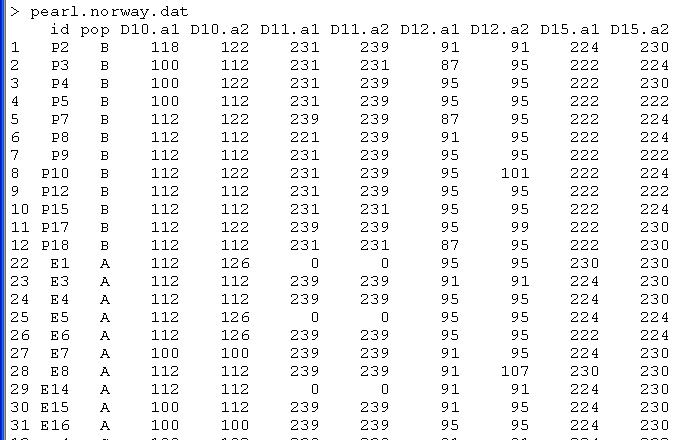 > pearl.norway.dat
id pop D10.a1 D10.a2 D11.a1 D11.a2 D12.a1 D12.a2 D15.a1 D15.a2
1 P2 B 118 122 231 239 91 91 224 230
2 P3 B 100 112 231 231 87 95 222 224
3 P4 B 112 122 231 239 95 95 222 230
4 P5 B 100 112 231 239 95 95 222 222
5 P7 B 112 122 239 239 87 95 222 224
6 P8 B 112 112 221 239 91 95 222 230
7 P9 B 112 112 231 239 95 95 222 222
8 P10 B 112 122 231 239 95 101 222 224
9 P12 B 112 112 231 239 95 95 222 222
10 P15 B 112 112 231 231 95 95 222 224
11 P17 B 112 122 239 239 95 99 222 230
12 P18 B 112 112 231 231 87 95 222 230
22 E1 A 112 126 0 0 95 95 230 230
23 E3 A 112 112 239 239 91 91 224 230
24 E4 A 112 112 239 239 95 95 224 230
25 E5 A 112 126 0 0 95 95 224 224
26 E6 A 112 126 239 239 95 95 222 224
27 E7 A 100 100 239 239 91 95 224 230
28 E8 A 112 112 239 239 91 107 230 230
29 E14 A 112 112 0 0 91 91 224 230
30 E15 A 100 112 239 239 91 95 224 230
31 E16 A 100 112 239 239 91 95 224 230